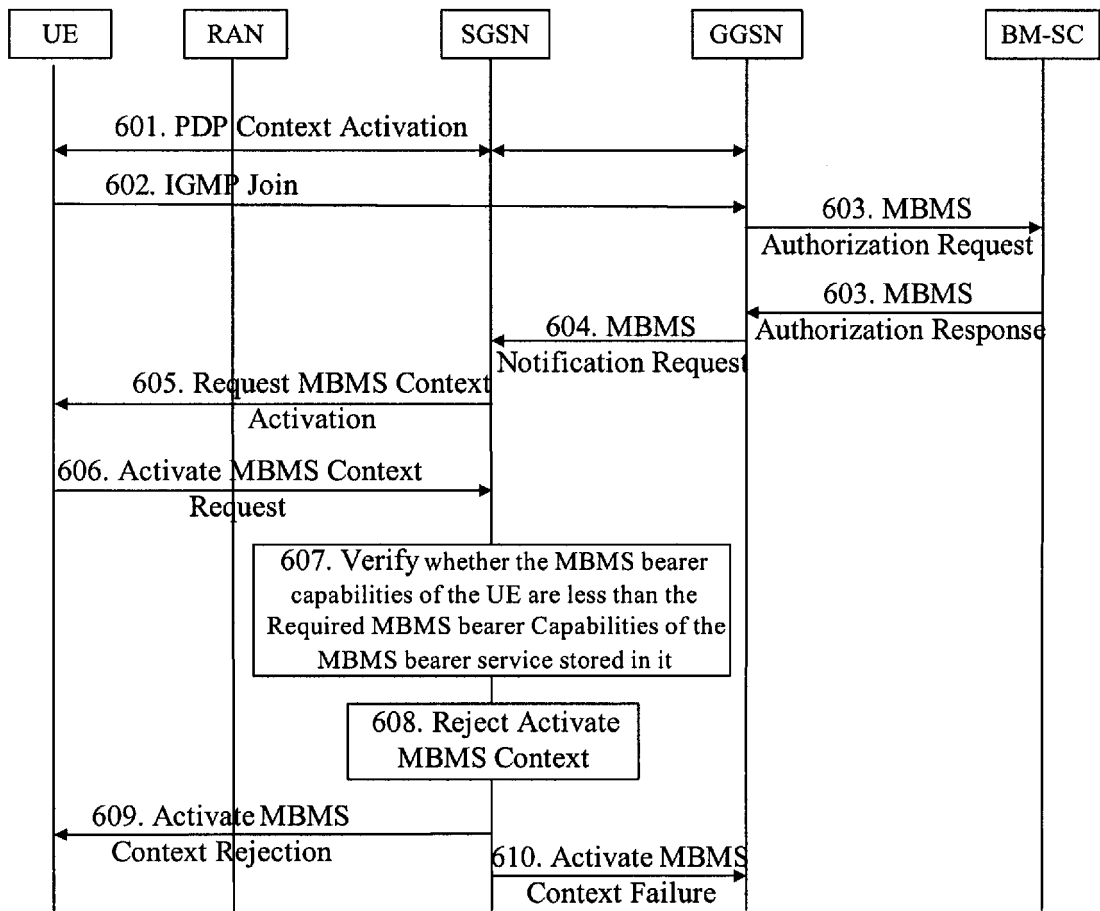 UE
RAN
SGSN
GGSN
BM-SC
601. PDP Context Activation
602. IGMP Join
603. MBMS
Authorization Request
603. MBMS
Authorization Response
604. MBMS
Notification Request
605. Request MBMS Context
Activation
606. Activate MBMS Context
Request
607. Verify whether the MBMS bearer
capabilities of the UE are less than the
Required MBMS bearer Capabilities of the
MBMS bearer service stored in it
608. Reject Activate
MBMS Context
609. Activate MBMS
Context Rejection
610. Activate MBMS
Context Failure